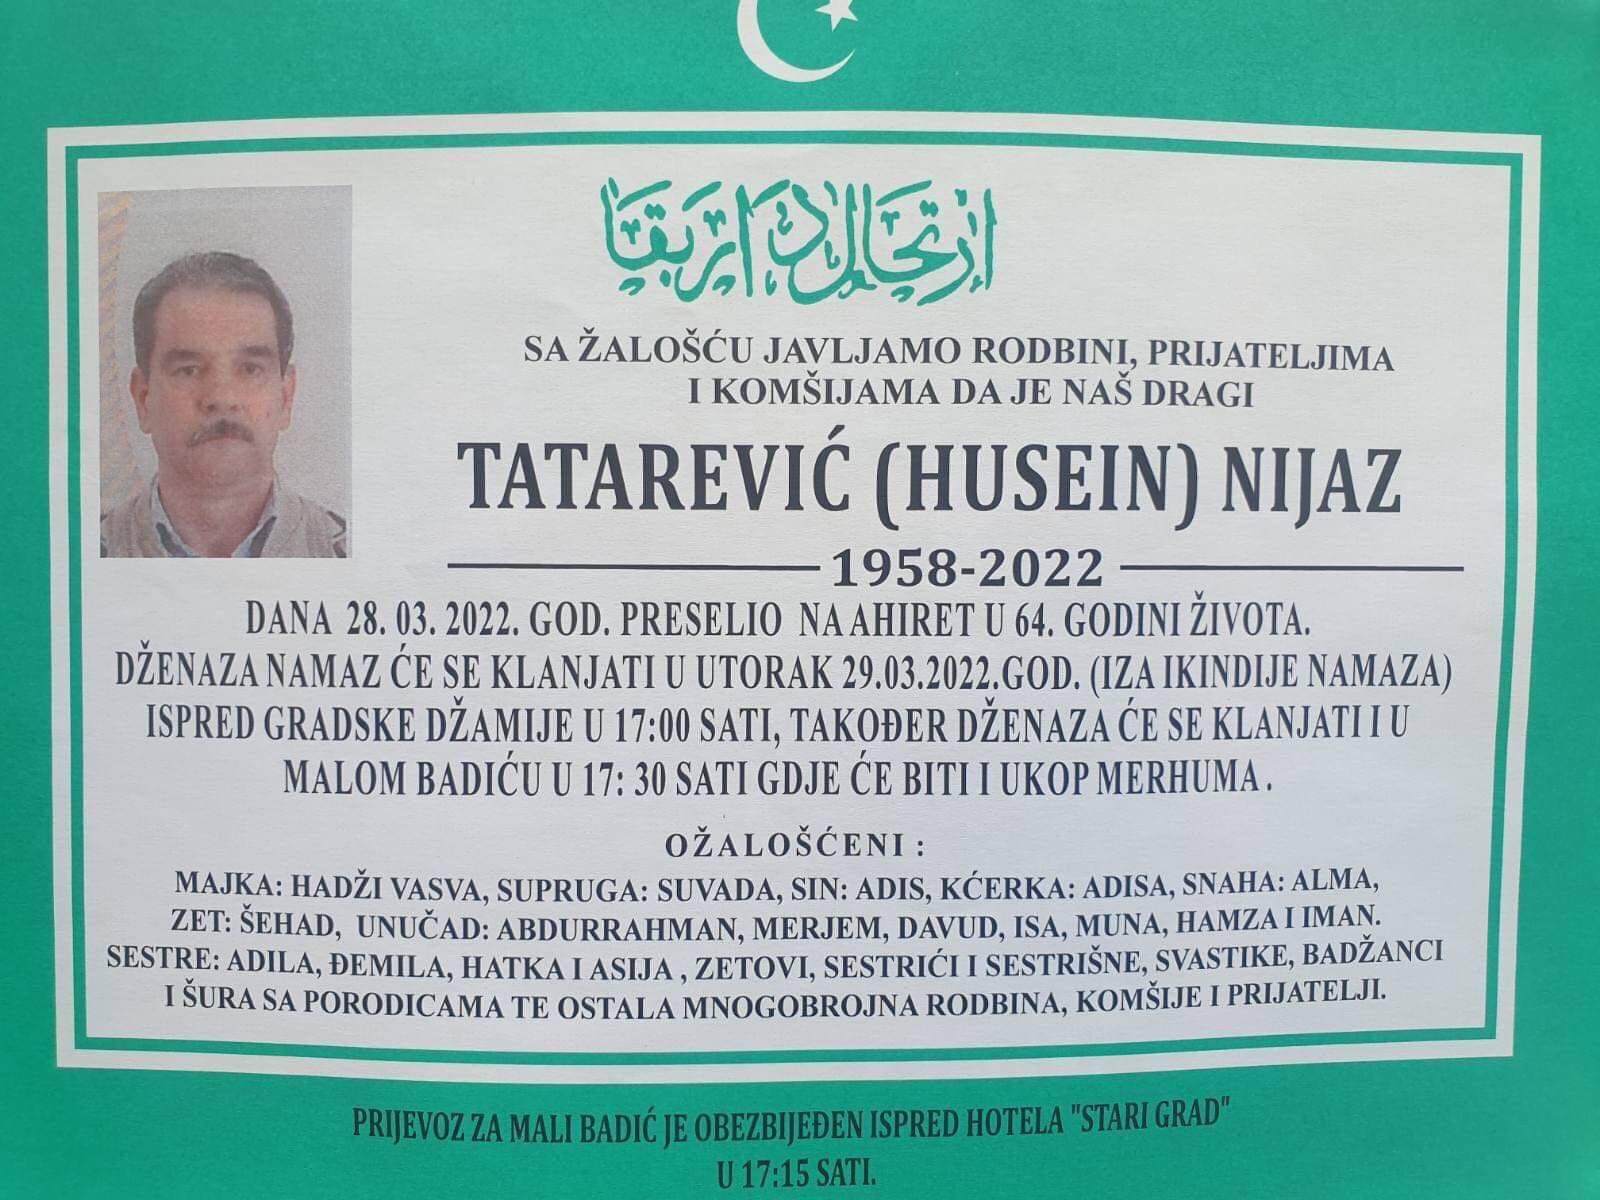 ارتحال دار بقا
SA ŽALOŠĆU JAVLJAMO RODBINI, PRIJATELJIMA
I KOMŠIJAMA DA JE NAŠ DRAGI
TATAREVIĆ (HUSEIN) NIJAZ
1958-2022
DANA 28. 03. 2022. GOD. PRESELIO NA AHIRET U 64. GODINI ŽIVOTA.
DŽENAZA NAMAZ ĆE SE KLANJATI U UTORAK 29.03.2022.GOD. (IZA IKINDIJE NAMAZA)
ISPRED GRADSKE DŽAMIJE U 17:00 SATI, TAKOĐER DŽENAZA ĆE SE KLANJATI I U
MALOM BADIĆU U 17: 30 SATI GDJE ĆE BITI I UKOP MERHUMA .
OŽALOŠĆENI :
MAJKA: HADŽI VASVA, SUPRUGA: SUVADA, SIN: ADIS, KĆERKA: ADISA, SNAHA: ALMA,
ZET: ŠEHAD, UNUČAD: ABDURRAHMAN, MERJEM, DAVUD, ISA, MUNA, HAMZA I IMAN.
SESTRE: ADILA, ĐEMILA, HATKA I ASIJA , ZETOVI, SESTRIĆI I SESTRIŠNE, SVASTIKE, BADŽANCI
I ŠURA SA PORODICAMA TE OSTALA MNOGOBROJNA RODBINA, KOMŠIJE I PRIJATELJI.
PRIJEVOZ ZA MALI BADIĆ JE OBEZBIJEĐEN ISPRED HOTELA "STARI GRAD"
U 17:15 SATI.